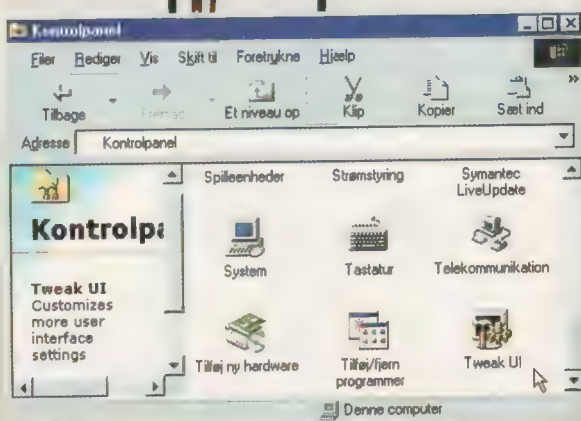 Kontrolpanel
Filer Rediger Vis Skift til Foretrukne Hjælp
Tilbage Fremad Et niveau op Klip Kopier Sæt ind »
Adresse Kontrolpanel
Spilleenheder Strømstyring Symantec
LiveUpdate
Kontrolpa
System Tastatur Telekommunikation
Tweak UI
Customizes
more user
interface
settings
Tilføj ny hardware Tilføj/fjern
programmer Tweak UI
Denne computer